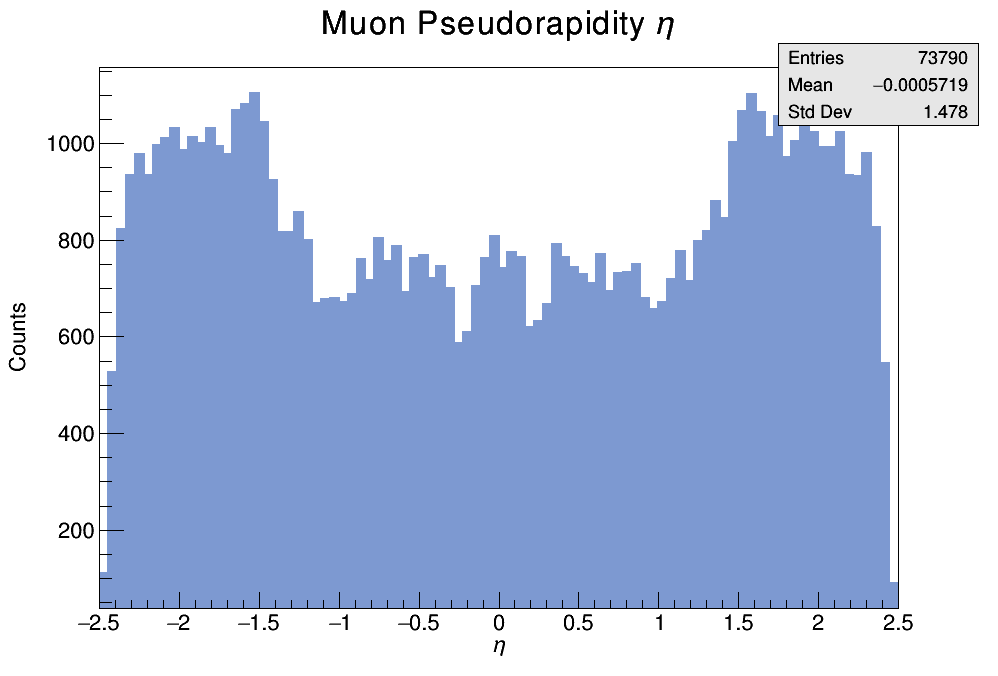 Muon Pseudorapidity η
Entries 73790
Mean −0.0005719
Std Dev 1.478
Counts
1000
800
600
400
200
−2.5 −2 −1.5 −1 −0.5 0 0.5 1 1.5 2 2.5
η